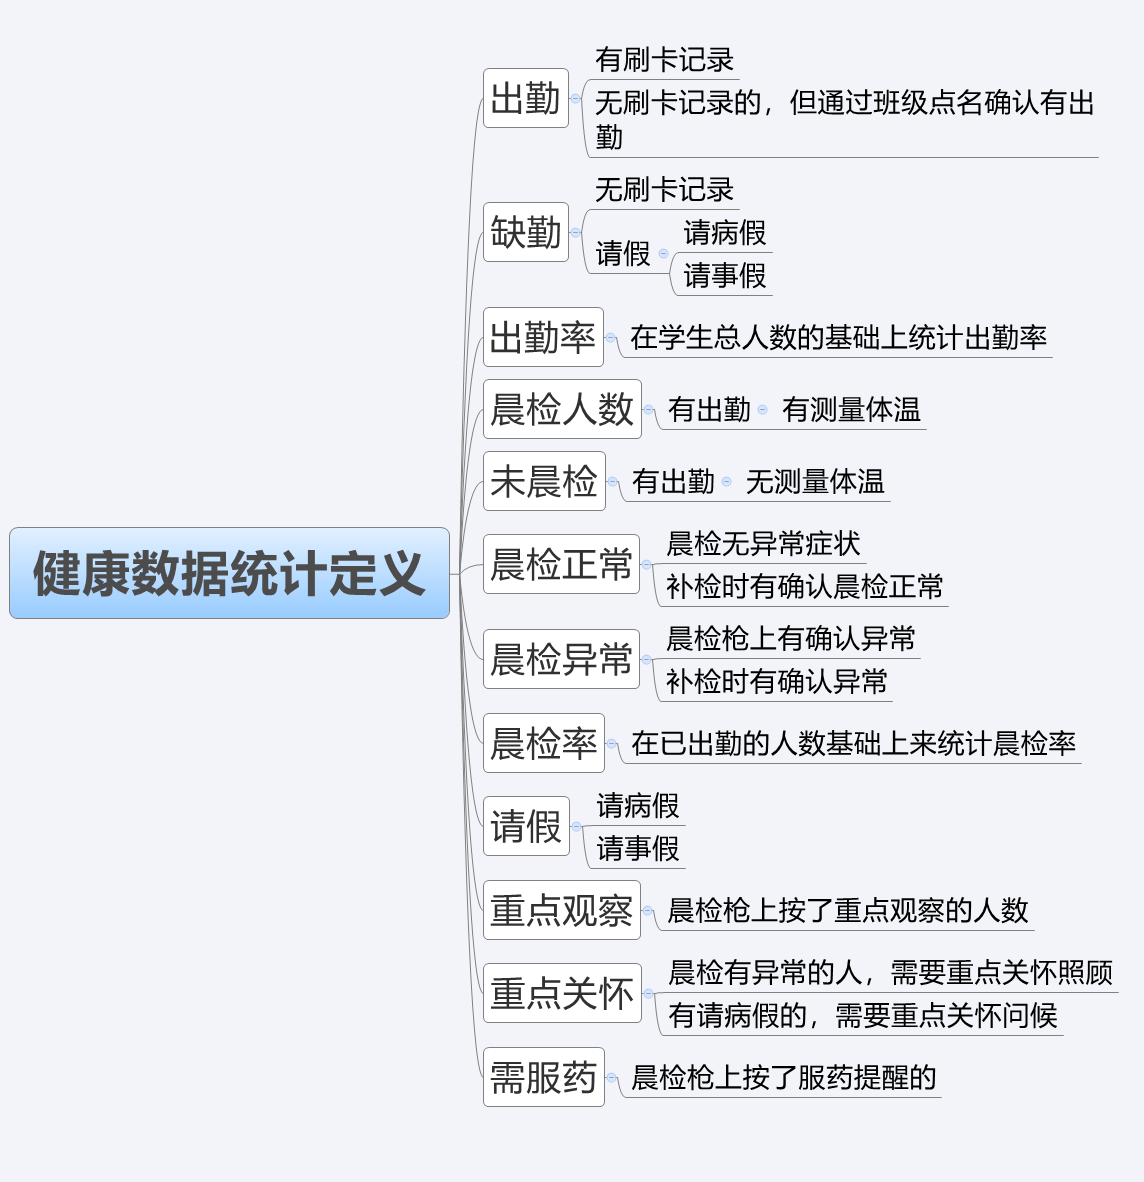 健康数据统计定义
出勤
有刷卡记录
无刷卡记录的，但通过班级点名确认有出
勤
缺勤
无刷卡记录
请假
请病假
请事假
出勤率
在学生总人数的基础上统计出勤率
晨检人数
有出勤
有测量体温
未晨检
有出勤
无测量体温
晨检正常
晨检无异常症状
补检时有确认晨检正常
晨检异常
晨检枪上有确认异常
补检时有确认异常
晨检率
在已出勤的人数基础上来统计晨检率
请假
请病假
请事假
重点观察
晨检枪上按了重点观察的人数
重点关怀
晨检有异常的人，需要重点关怀照顾
有请病假的，需要重点关怀问候
需服药
晨检枪上按了服药提醒的